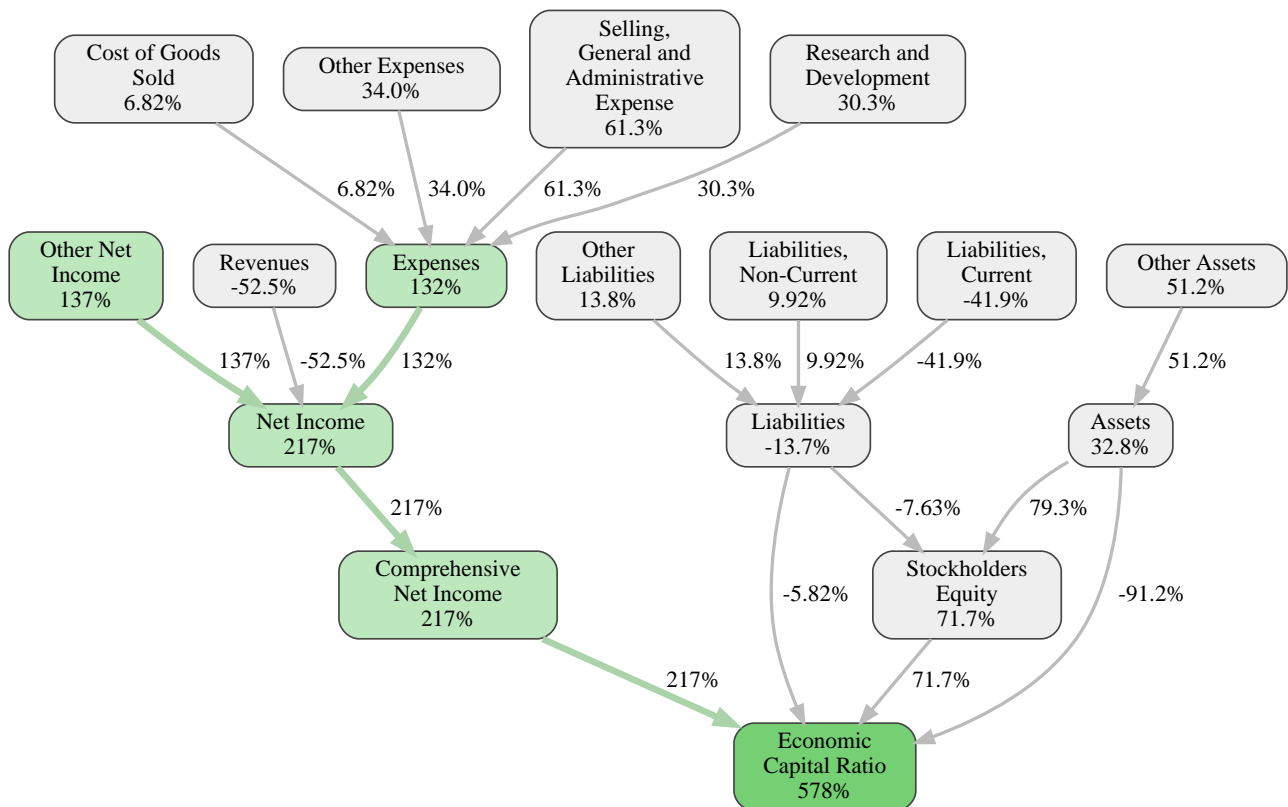 Cost of Goods
Sold
6.82%
Other Expenses
34.0%
Selling,
General and
Administrative
Expense
61.3%
Research and
Development
30.3%
6.82%
34.0%
61.3%
30.3%
Other Net
Income
137%
Revenues
-52.5%
Expenses
132%
Other
Liabilities
13.8%
Liabilities,
Non-Current
9.92%
Liabilities,
Current
-41.9%
Other Assets
51.2%
137%
-52.5%
132%
13.8%
9.92%
-41.9%
51.2%
Net Income
217%
Liabilities
-13.7%
Assets
32.8%
217%
-7.63%
79.3%
Comprehensive
Net Income
217%
-5.82%
Stockholders
Equity
71.7%
-91.2%
217%
71.7%
Economic
Capital Ratio
578%